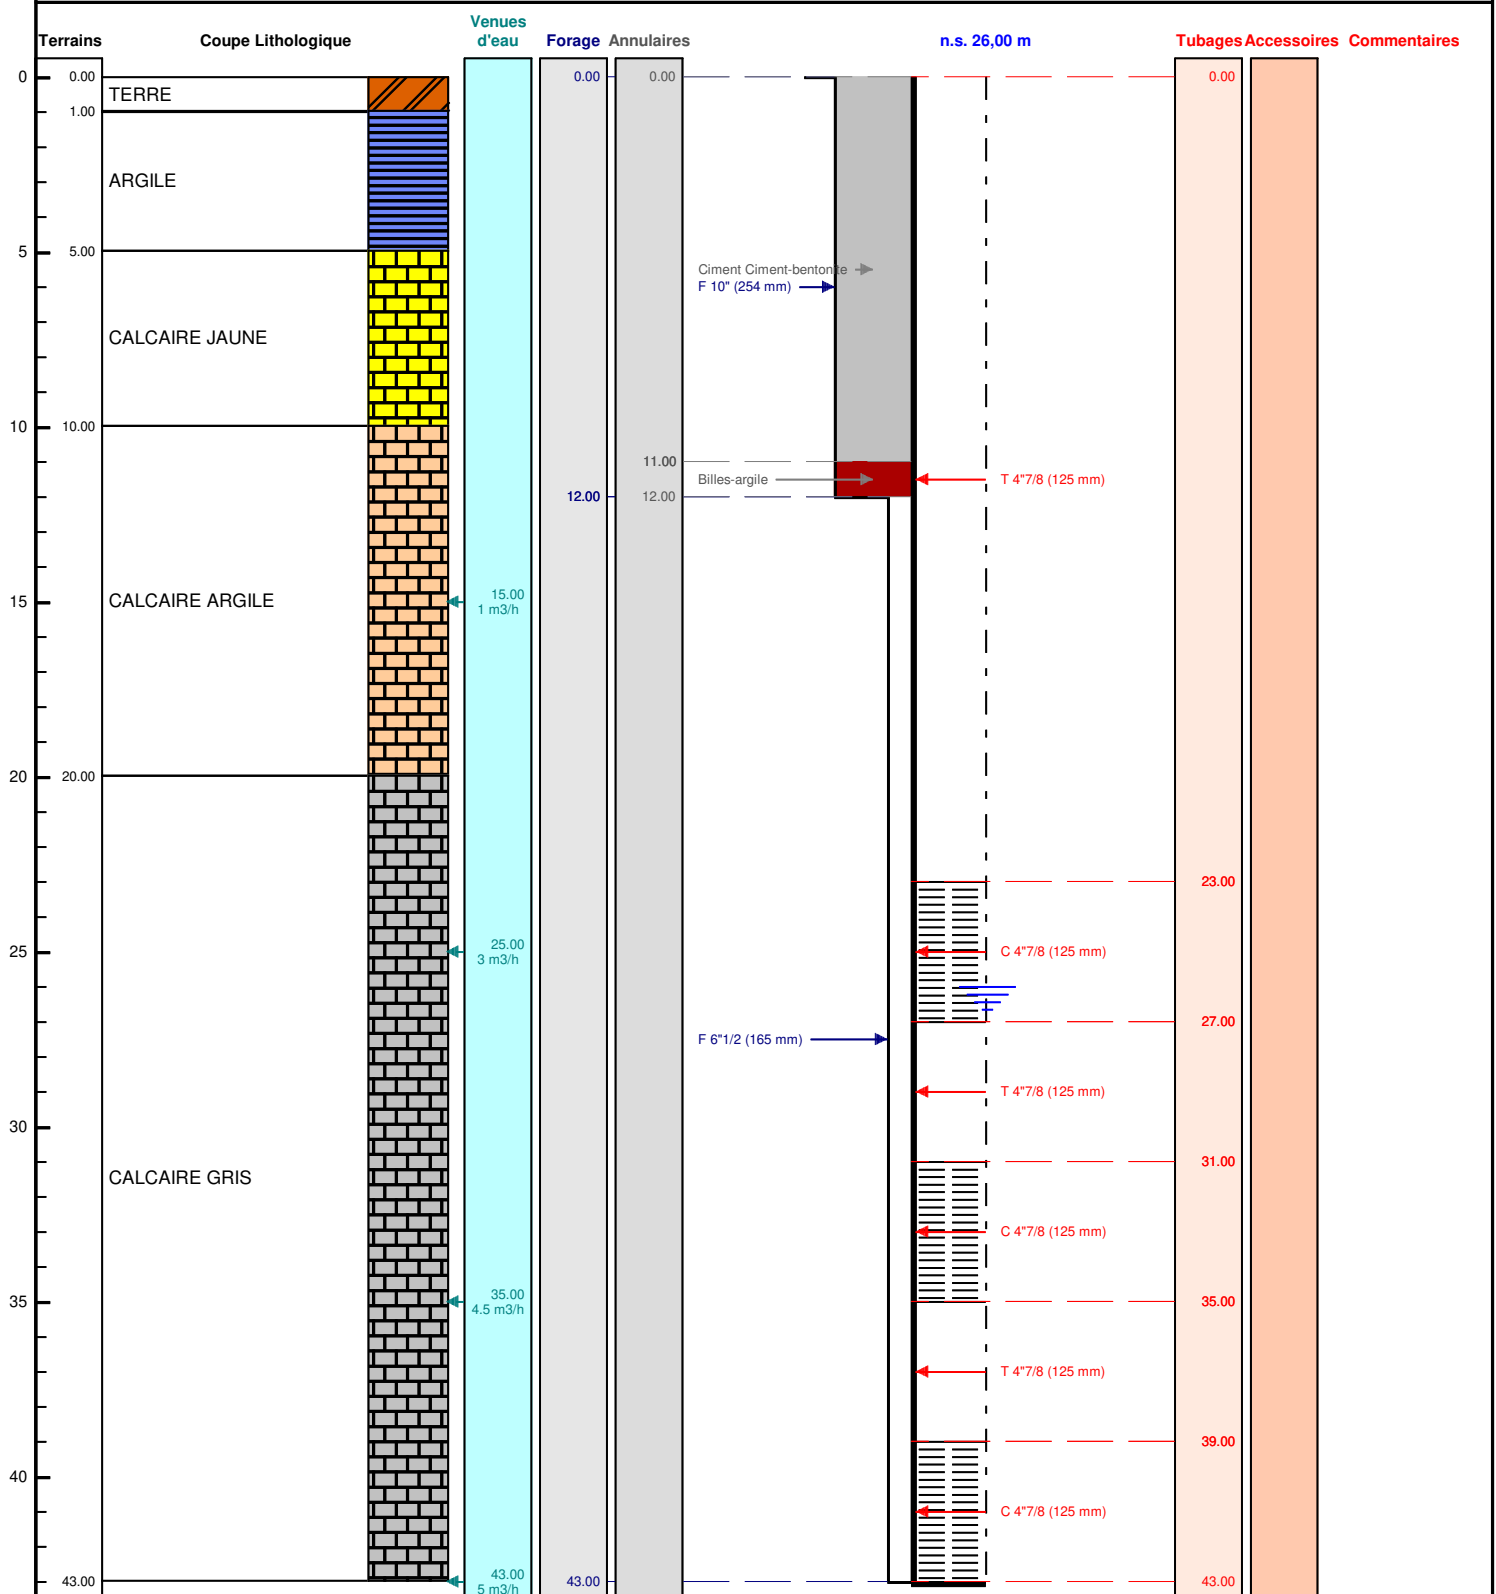 Venues
Terrains Coupe Lithologique d'eau Forage Annulaires n.s. 26,00 m Tubages Accessoires Commentaires
0 0.00 0.00 0.00 0.00
TERRE
1.00
ARGILE
5 5.00
Ciment Ciment-bentonite
F 10" (254 mm)
CALCAIRE JAUNE
10 10.00
11.00
Billes-argile T 4"7/8 (125 mm)
12.00 12.00
15 CALCAIRE ARGILE 15.00
1 m3/h
20 20.00
23.00
25 25.00 C 4"7/8 (125 mm)
3 m3/h
27.00
F 6"1/2 (165 mm)
T 4"7/8 (125 mm)
30
31.00
CALCAIRE GRIS
C 4"7/8 (125 mm)
35 35.00 35.00
4.5 m3/h
T 4"7/8 (125 mm)
39.00
40
C 4"7/8 (125 mm)
43.00 43.00 43.00 43.00
5 m3/h